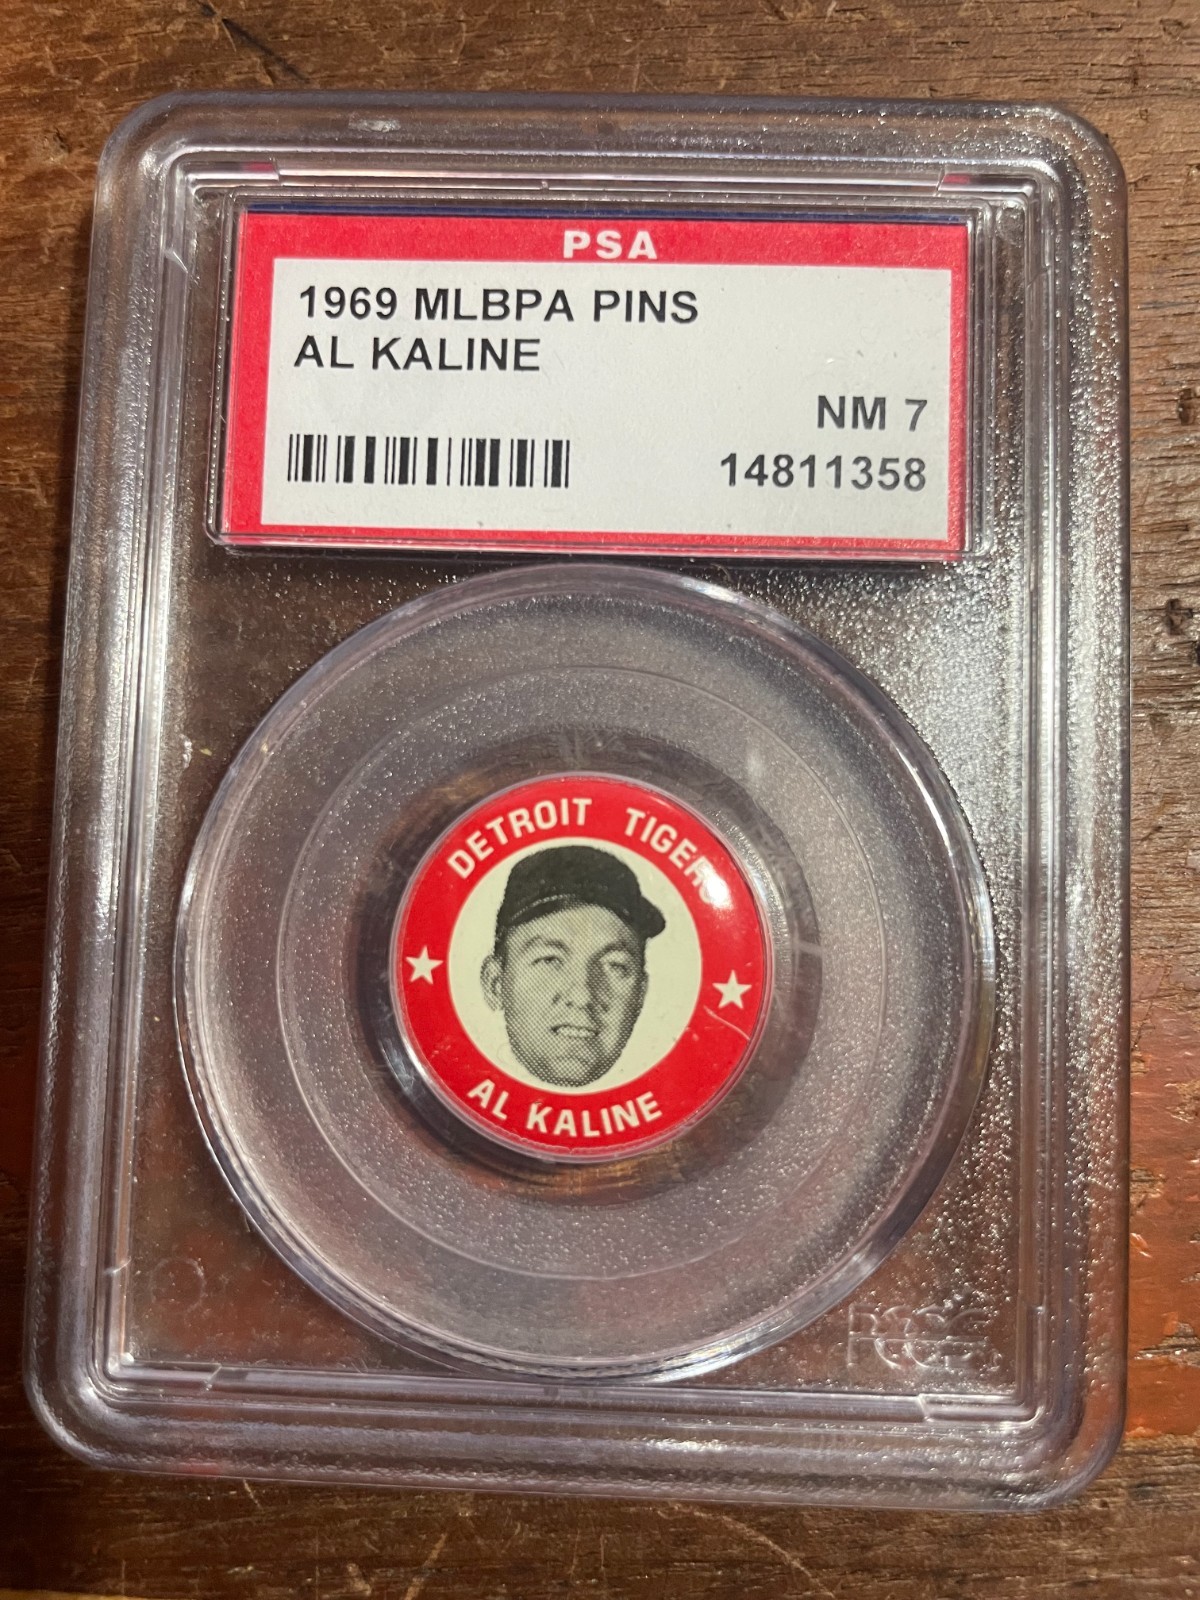 PSA
1969 MLBPA PINS
AL KALINE
NM 7
14811358
DETROIT TIGERS
AL KALINE